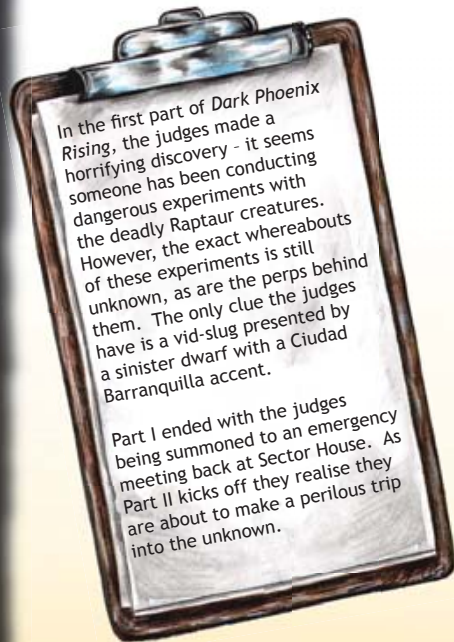 In the first part of Dark Phoenix
Rising, the judges made a
horrifying discovery - it seems
someone has been conducting
dangerous experiments with
the deadly Raptaur creatures.
However, the exact whereabouts
of these experiments is still
unknown, as are the perps behind
them. The only clue the judges
have is a vid-slug presented by
a sinister dwarf with a Ciudad
Barranquilla accent.

Part I ended with the judges
being summoned to an emergency
meeting back at Sector House. As
Part II kicks off they realise they
are about to make a perilous trip
into the unknown.